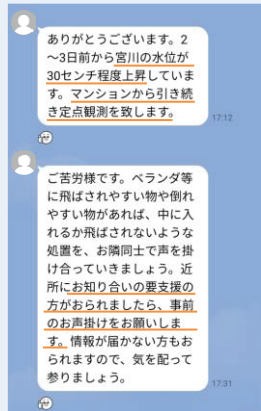 ありがとうございます。2
~3日前から宮川の水位が
30センチ程度上昇していま
す。マンションから引き続
き定点観測を致します。
17:12
ご苦労様です。ベランダ等
に飛ばされやすい物や倒れ
やすい物があれば、中に入
れるか飛ばされないような
処置を、お隣同士で声を掛
け合っていきましょう。近
所にお知り合いの要支援の
方がおられましたら、事前
のお声掛けをお願いしま
す。情報が届かない方もお
られますので、気を配って
参りましょう。
17:31